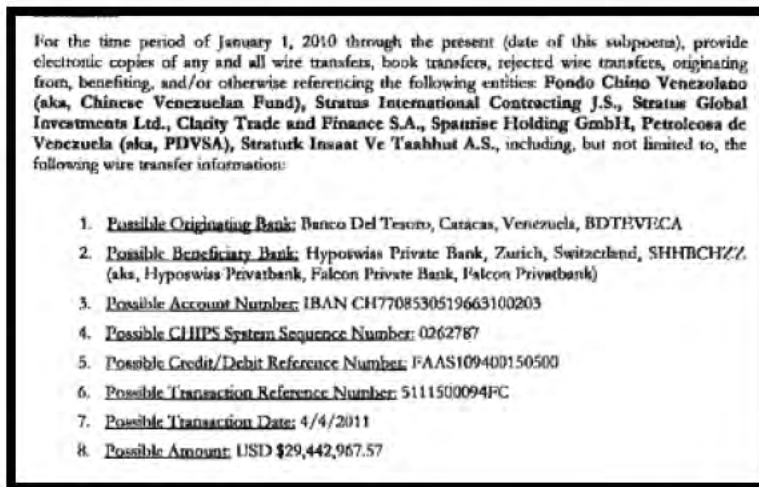 For the time period of January 1, 2010 through the present (date of this subpoena), provide
electronic copies of any and all wire transfers, book transfers, rejected wire transfers, originating
from, benefiting, and/or otherwise referencing the following entities: Fondo Chino Venezolano
(aka, Chinese Venezuelan Fund), Stratus International Contracting J.S., Stratus Global
Investments Ltd., Clarity Trade and Finance S.A., Spanrise Holding GmbH, Petroleosa de
Venezuela (aka, PDVSA), Straturk Insaat Ve Taahhut A.S., including, but not limited to, the
following wire transfer information:
1. Possible Originating Bank: Banco Del Tesoro, Caracas, Venezuela, BDTEVECA
2. Possible Beneficiary Bank: Hyposwiss Private Bank, Zurich, Switzerland, SHHBCHZZ
(aka, Hyposwiss Privatbank, Falcon Private Bank, Falcon Privatbank)
3. Possible Account Number: IBAN CH7708530519663100203
4. Possible CHIPS System Sequence Number: 0262787
5. Possible Credit/Debit Reference Number: FAAS109400150500
6. Possible Transaction Reference Number: 5111500094FC
7. Possible Transaction Date: 4/4/2011
8. Possible Amount: USD $29,442,967.57